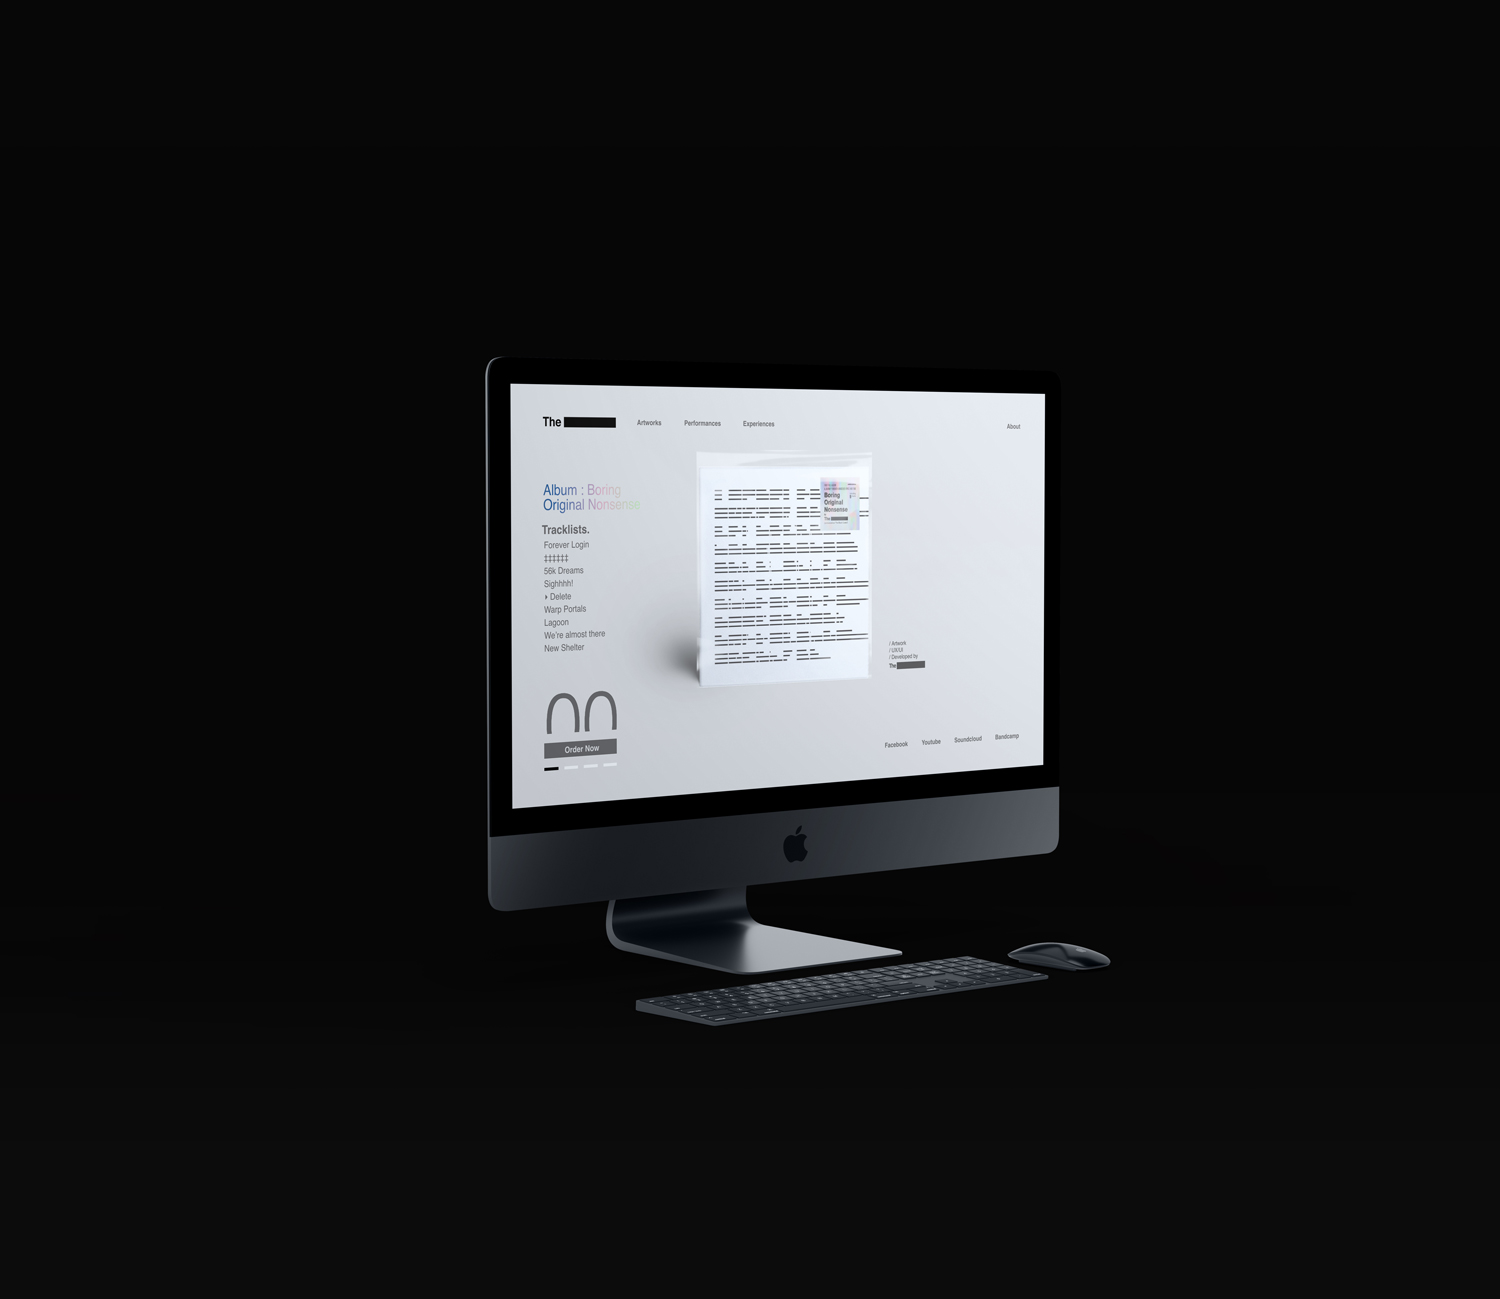 The
Artworks
Performances
Experiences
About
Album : Boring
Original Nonsense
Tracklists.
Forever Login
‡‡‡‡‡‡
56k Dreams
Sighhhh!
Delete
Warp Portals
Lagoon
We're almost there
New Shelter
Order Now
Boring
Original
Nonsense
/ Artwork
/ UX/UI
/ Developed by
The
Facebook
Youtube
Soundcloud
Bandcamp